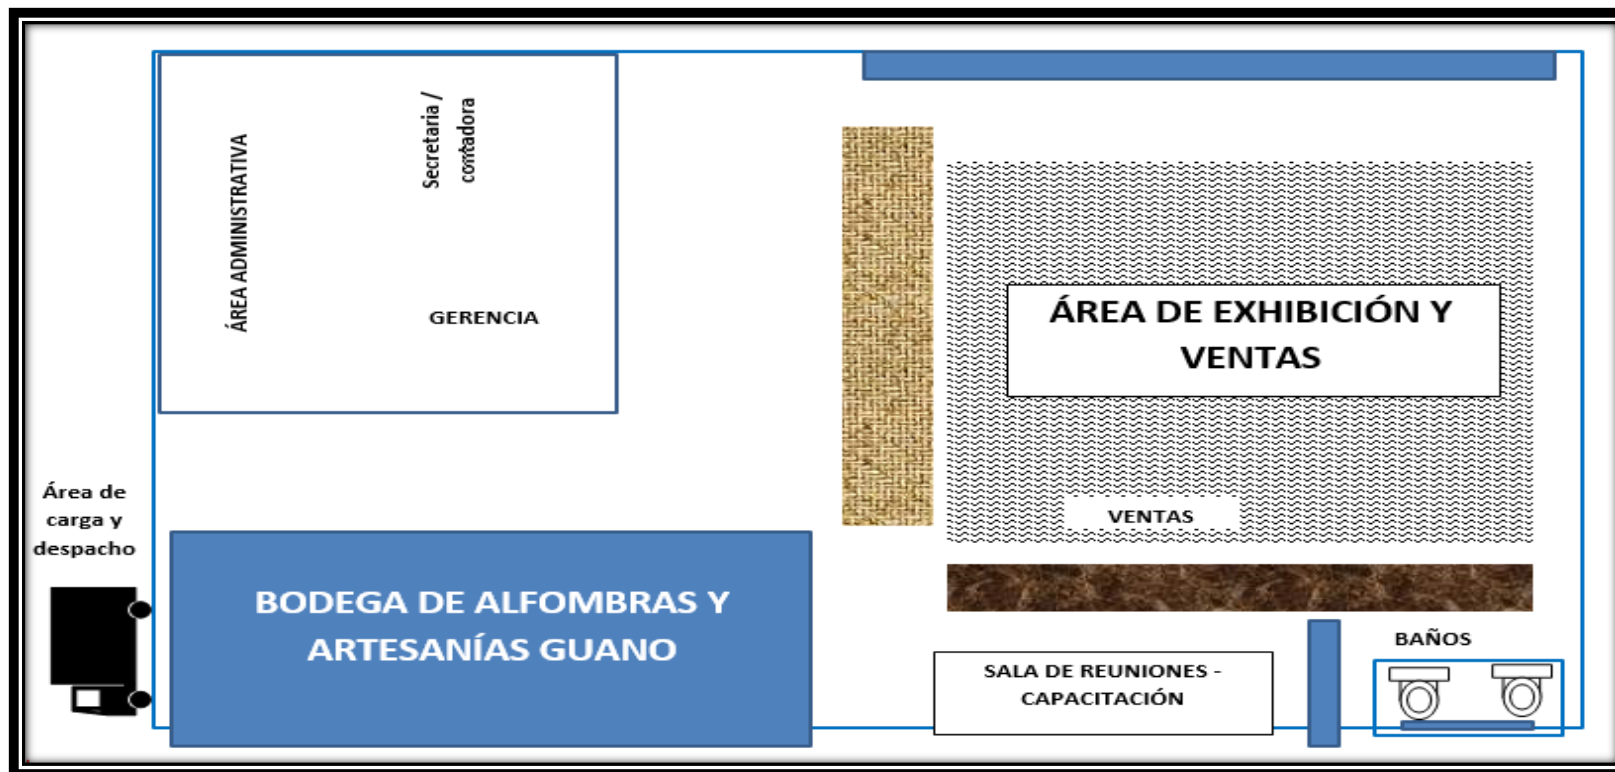 ÁREA ADMINISTRATIVA
Secretaria /
contadora
GERENCIA
ÁREA DE EXHIBICIÓN Y
VENTAS
VENTAS
Área de
carga y
despacho
BODEGA DE ALFOMBRAS Y
ARTESANÍAS GUANO
SALA DE REUNIONES -
CAPACITACIÓN
BAÑOS